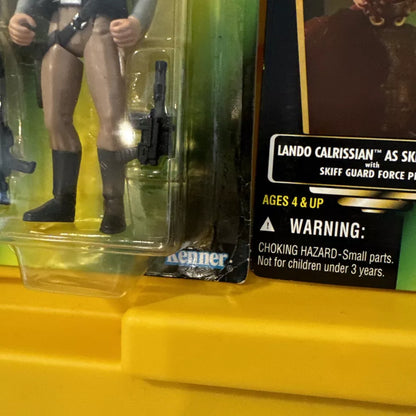 Kenner
LANDO CALRISSIAN™ AS SK
with
SKIFF GUARD FORCE P
AGES 4 & UP
⚠ WARNING:
CHOKING HAZARD-Small parts.
Not for children under 3 years.